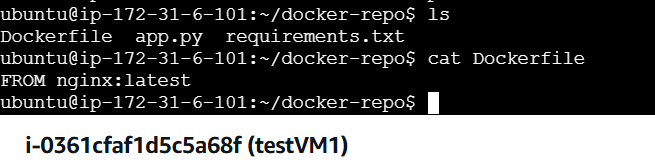 ubuntu@ip-172-31-6-101:~/docker-repo$ ls
Dockerfile  app.py  requirements.txt
ubuntu@ip-172-31-6-101:~/docker-repo$ cat Dockerfile
FROM nginx:latest
ubuntu@ip-172-31-6-101:~/docker-repo$
i-0361cfaf1d5c5a68f (testVM1)